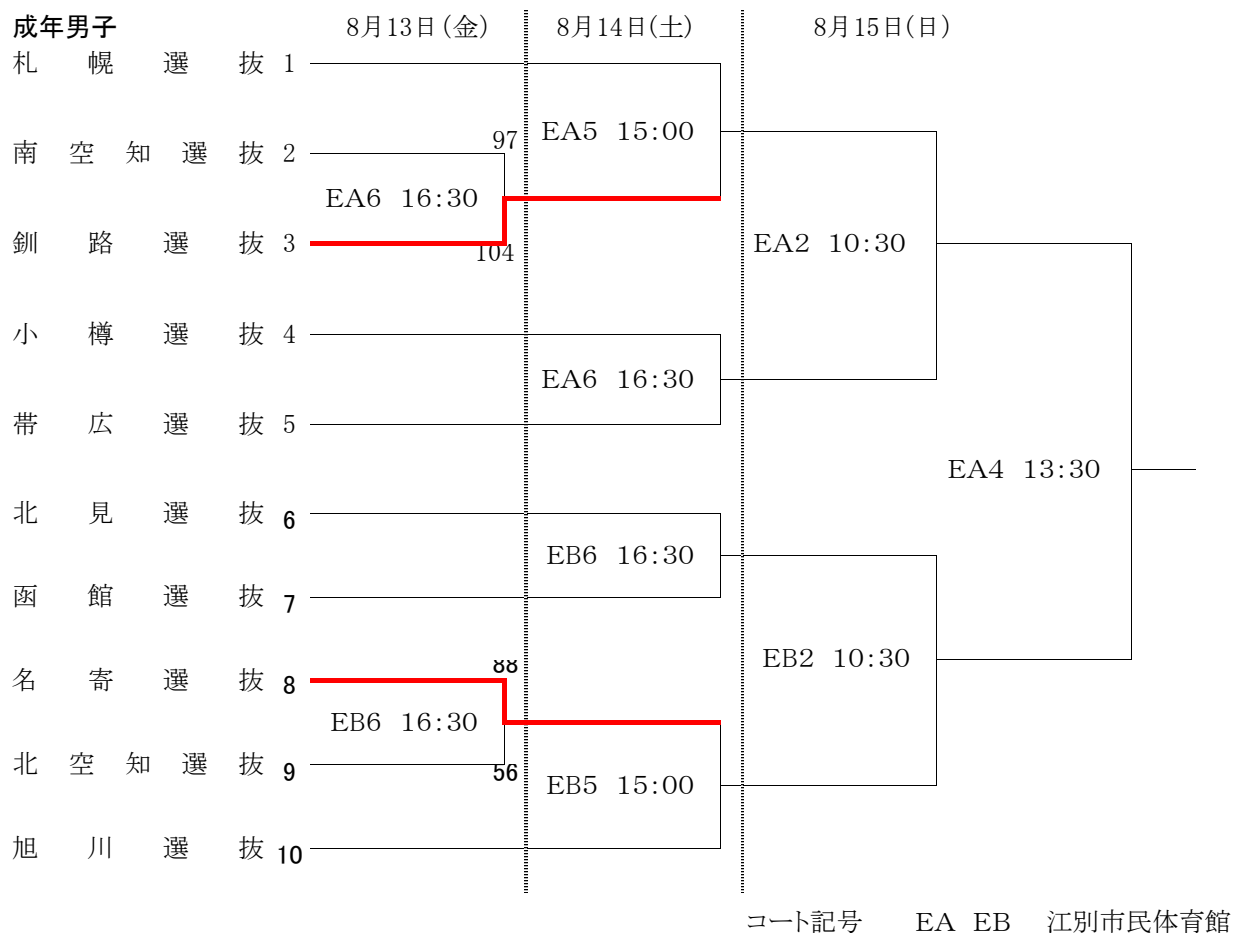 成年男子 8月13日(金) 8月14日(土) 8月15日(日)
札幌選抜 1
EA5 15:00
97
南空知選抜 2
EA6 16:30
釧路選抜 3
EA2 10:30
104
小樽選抜 4
EA6 16:30
帯広選抜 5
EA4 13:30
北見選抜 6
EB6 16:30
函館選抜 7
EB2 10:30
88
名寄選抜 8
EB6 16:30
北空知選抜 9
56
EB5 15:00
旭川選抜 10
コート記号 EA EB 江別市民体育館